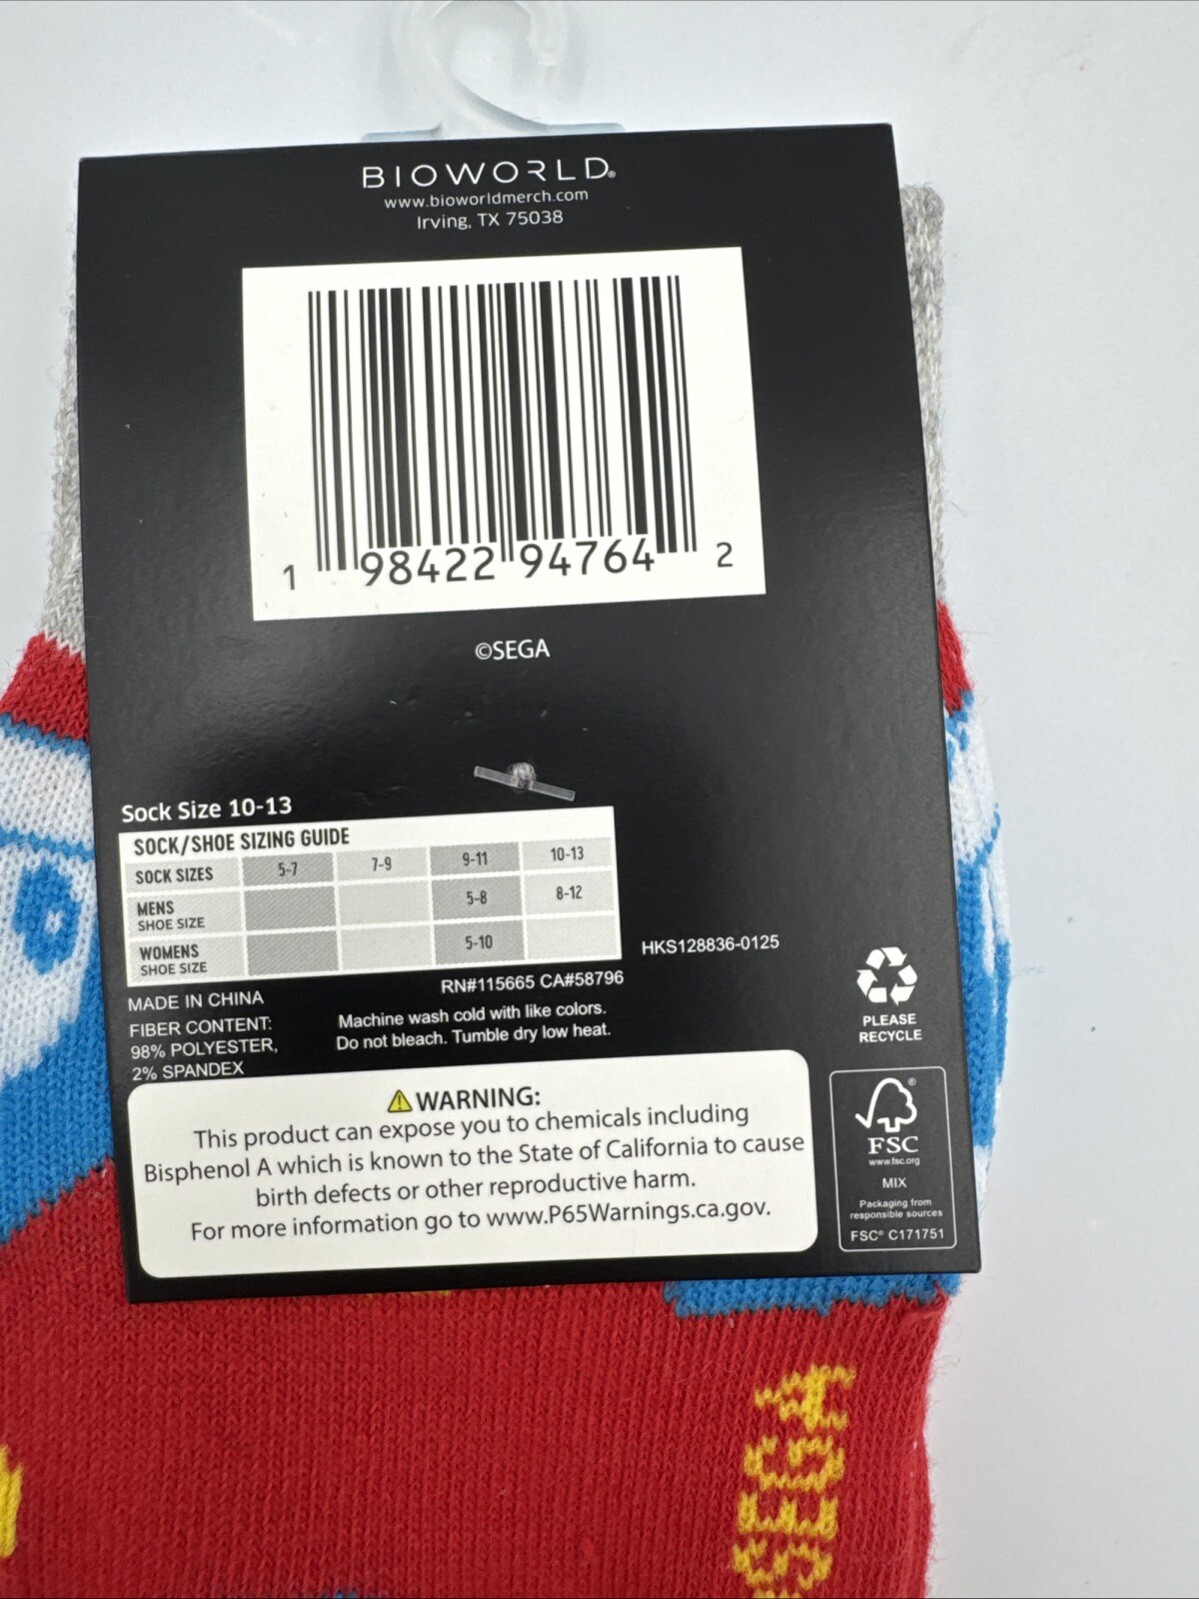 BIOWORLD®
www.bioworldmerch.com
Irving, TX 75038
1 98422 94764 2
©SEGA
Sock Size 10-13
SOCK/SHOE SIZING GUIDE
SOCK SIZES 5-7 7-9 9-11 10-13
MENS
SHOE SIZE 5-8 8-12
WOMENS
SHOE SIZE 5-10
HKS128836-0125
RN#115665 CA#58796
MADE IN CHINA
FIBER CONTENT:
98% POLYESTER,
2% SPANDEX
Machine wash cold with like colors.
Do not bleach. Tumble dry low heat.
PLEASE
RECYCLE
⚠ WARNING:
This product can expose you to chemicals including
Bisphenol A which is known to the State of California to cause
birth defects or other reproductive harm.
For more information go to www.P65Warnings.ca.gov.
®
FSC
www.fsc.org
MIX
Packaging from
responsible sources
FSC® C171751
SEGA